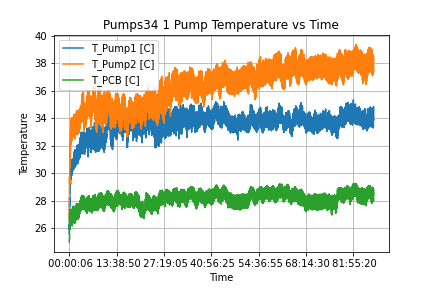 Pumps34 1 Pump Temperature vs Time
T_Pump1 [C]
T_Pump2 [C]
T_PCB [C]
Temperature
40
38
36
34
32
30
28
26
00:00:06 13:38:50 27:19:05 40:56:25 54:36:55 68:14:30 81:55:20
Time